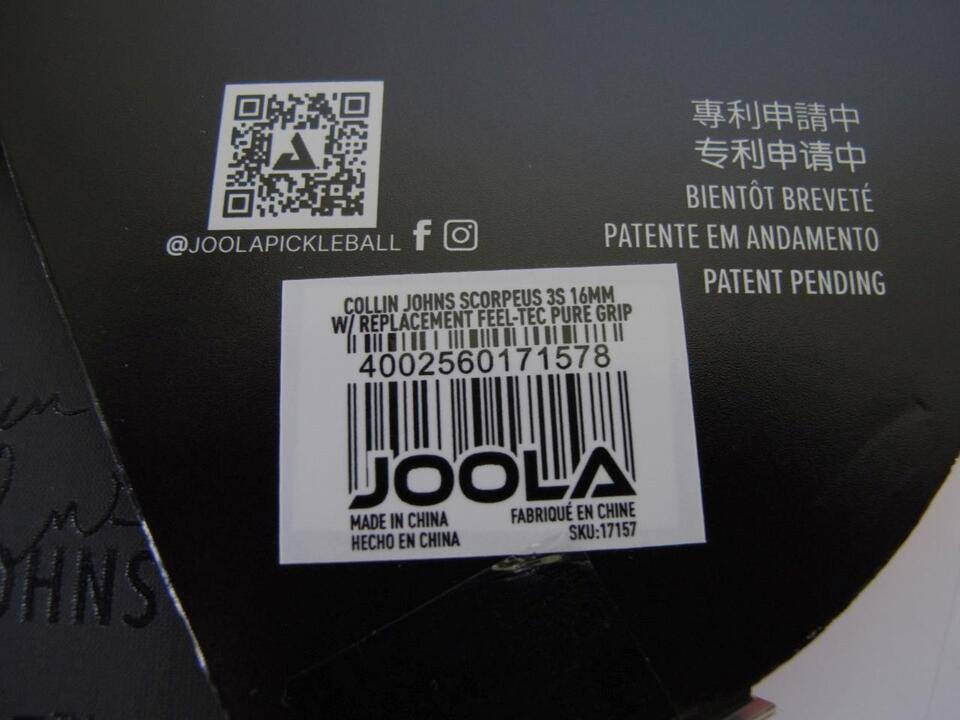 @JOOLAPICKLEBALL
專利申請中
专利申请中
BIENTÔT BREVETÉ
PATENTE EM ANDAMENTO
PATENT PENDING
COLLIN JOHNS SCORPEUS 3S 16MM
W/ REPLACEMENT FEEL-TEC PURE GRIP
4002560171578
JOOLA
MADE IN CHINA
HECHO EN CHINA
FABRIQUÉ EN CHINE
SKU:17157
OHNS